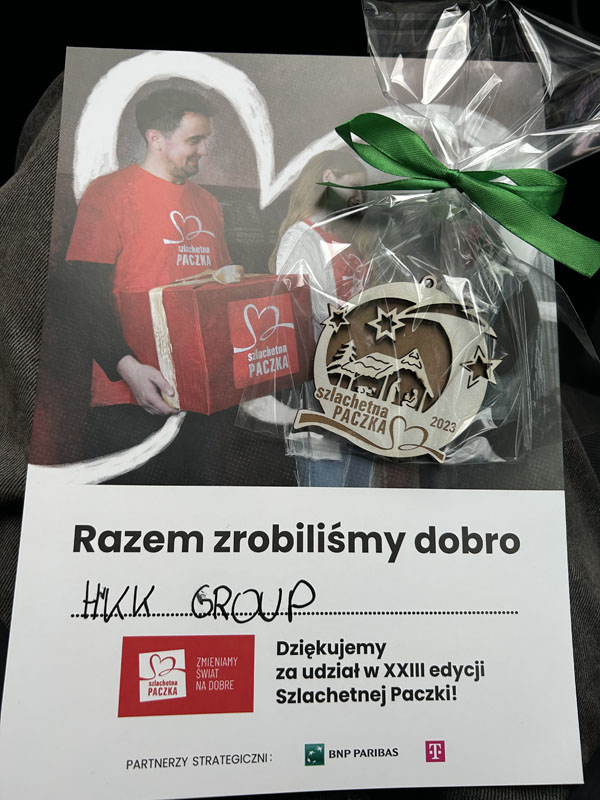 szlachetna
PACZKA
szlachetna
PACZKA
szlachetna
PACZKA
2023
Razem zrobiliśmy dobro
HKK GROUP
szlachetna
PACZKA
ZMIENIAMY
ŚWIAT
NA DOBRE
Dziękujemy
za udział w XXIII edycji
Szlachetnej Paczki!
PARTNERZY STRATEGICZNI:
BNP PARIBAS
T